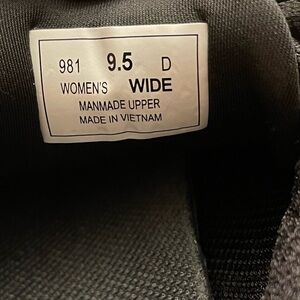 981 9.5 D
WOMEN'S WIDE
MANMADE UPPER
MADE IN VIETNAM